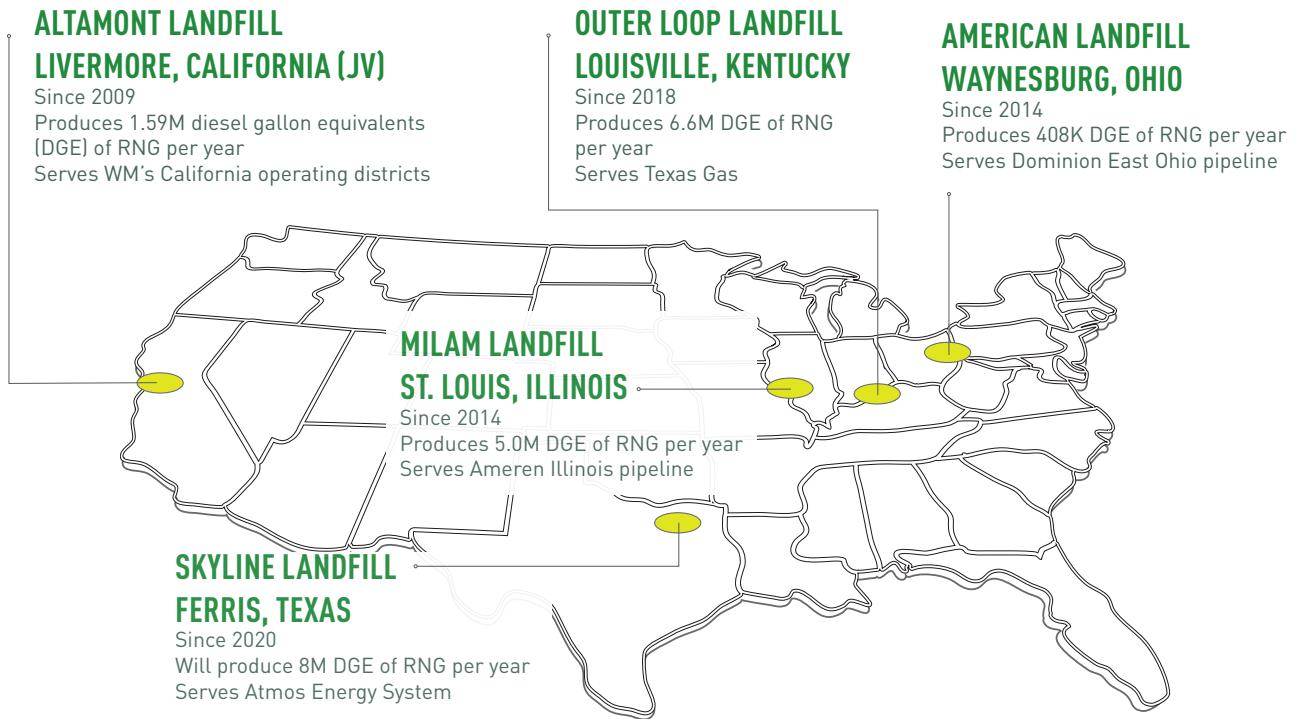 ALTAMONT LANDFILL
LIVERMORE, CALIFORNIA (JV)
Since 2009
Produces 1.59M diesel gallon equivalents
(DGE) of RNG per year
Serves WM's California operating districts
OUTER LOOP LANDFILL
LOUISVILLE, KENTUCKY
Since 2018
Produces 6.6M DGE of RNG
per year
Serves Texas Gas
AMERICAN LANDFILL
WAYNESBURG, OHIO
Since 2014
Produces 408K DGE of RNG per year
Serves Dominion East Ohio pipeline
MILAM LANDFILL
ST. LOUIS, ILLINOIS
Since 2014
Produces 5.0M DGE of RNG per year
Serves Ameren Illinois pipeline
SKYLINE LANDFILL
FERRIS, TEXAS
Since 2020
Will produce 8M DGE of RNG per year
Serves Atmos Energy System